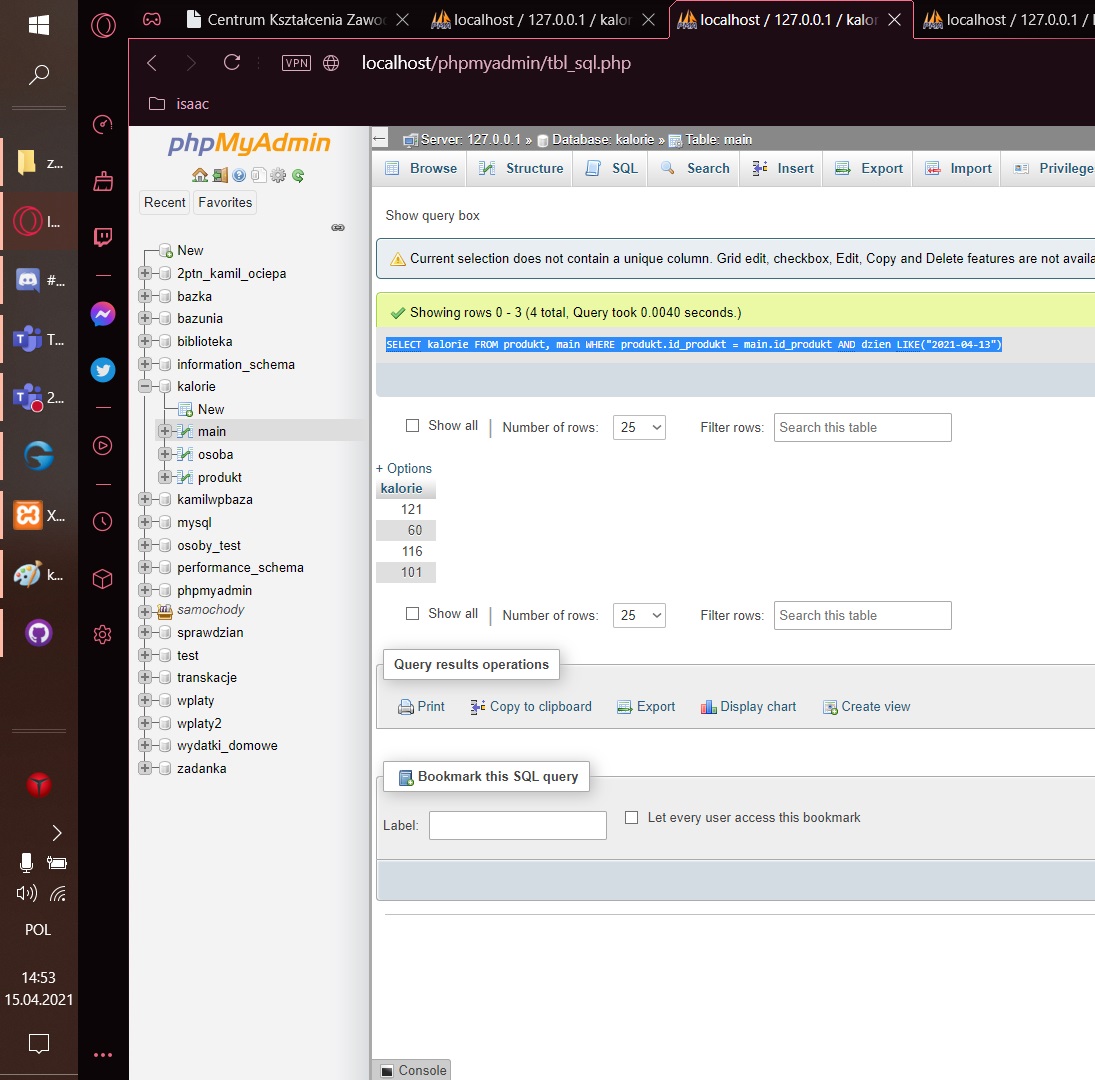 Centrum Kształcenia Zawod
localhost / 127.0.0.1 / kalor
localhost / 127.0.0.1 / kalor
localhost / 127.0.0.1 /
VPN
localhost/phpmyadmin/tbl_sql.php
isaac
z...
l...
#...
T...
2...
X...
k...
POL
14:53
15.04.2021
phpMyAdmin
Recent
Favorites
New
2ptn_kamil_ociepa
bazka
bazunia
biblioteka
information_schema
kalorie
New
main
osoba
produkt
kamilwpbaza
mysql
osoby_test
performance_schema
phpmyadmin
samochody
sprawdzian
test
transkacje
wplaty
wplaty2
wydatki_domowe
zadanka
Server: 127.0.0.1 » Database: kalorie » Table: main
Browse
Structure
SQL
Search
Insert
Export
Import
Privilege
Show query box
Current selection does not contain a unique column. Grid edit, checkbox, Edit, Copy and Delete features are not availa
Showing rows 0 - 3 (4 total, Query took 0.0040 seconds.)
SELECT kalorie FROM produkt, main WHERE produkt.id_produkt = main.id_produkt AND dzien LIKE("2021-04-13")
Show all
Number of rows:
25
Filter rows:
Search this table
+ Options
kalorie
121
60
116
101
Show all
Number of rows:
25
Filter rows:
Search this table
Query results operations
Print
Copy to clipboard
Export
Display chart
Create view
Bookmark this SQL query
Label:
Let every user access this bookmark
Console